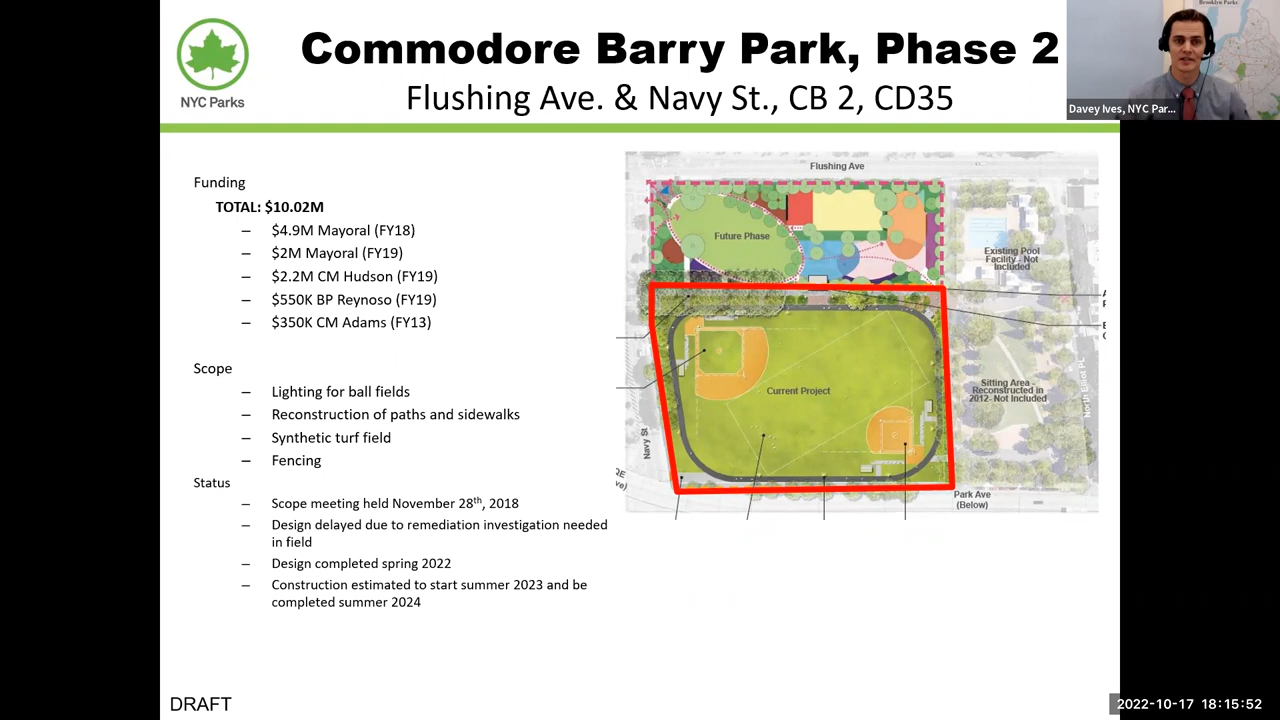 Commodore Barry Park, Phase 2
Flushing Ave. & Navy St., CB 2, CD35
NYC Parks
Brooklyn Parks
Davey Ives, NYC Par...
Funding
TOTAL: $10.02M
– $4.9M Mayoral (FY18)
– $2M Mayoral (FY19)
– $2.2M CM Hudson (FY19)
– $550K BP Reynoso (FY19)
– $350K CM Adams (FY13)
Scope
– Lighting for ball fields
– Reconstruction of paths and sidewalks
– Synthetic turf field
– Fencing
Status
– Scope meeting held November 28th, 2018
– Design delayed due to remediation investigation needed
in field
– Design completed spring 2022
– Construction estimated to start summer 2023 and be
completed summer 2024
Flushing Ave
Future Phase
Existing Pool
Facility - Not
Included
Current Project
Sitting Area -
Reconstructed in
2012- Not Included
North Elliot Pl
Navy St
Park Ave
(Below)
DRAFT
2022-10-17 18:15:52